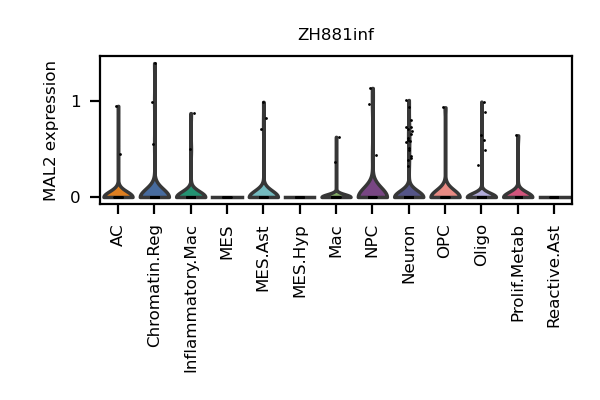 ZH881inf
MAL2 expression
1
0
AC
Chromatin.Reg
Inflammatory.Mac
MES
MES.Ast
MES.Hyp
Mac
NPC
Neuron
OPC
Oligo
Prolif.Metab
Reactive.Ast